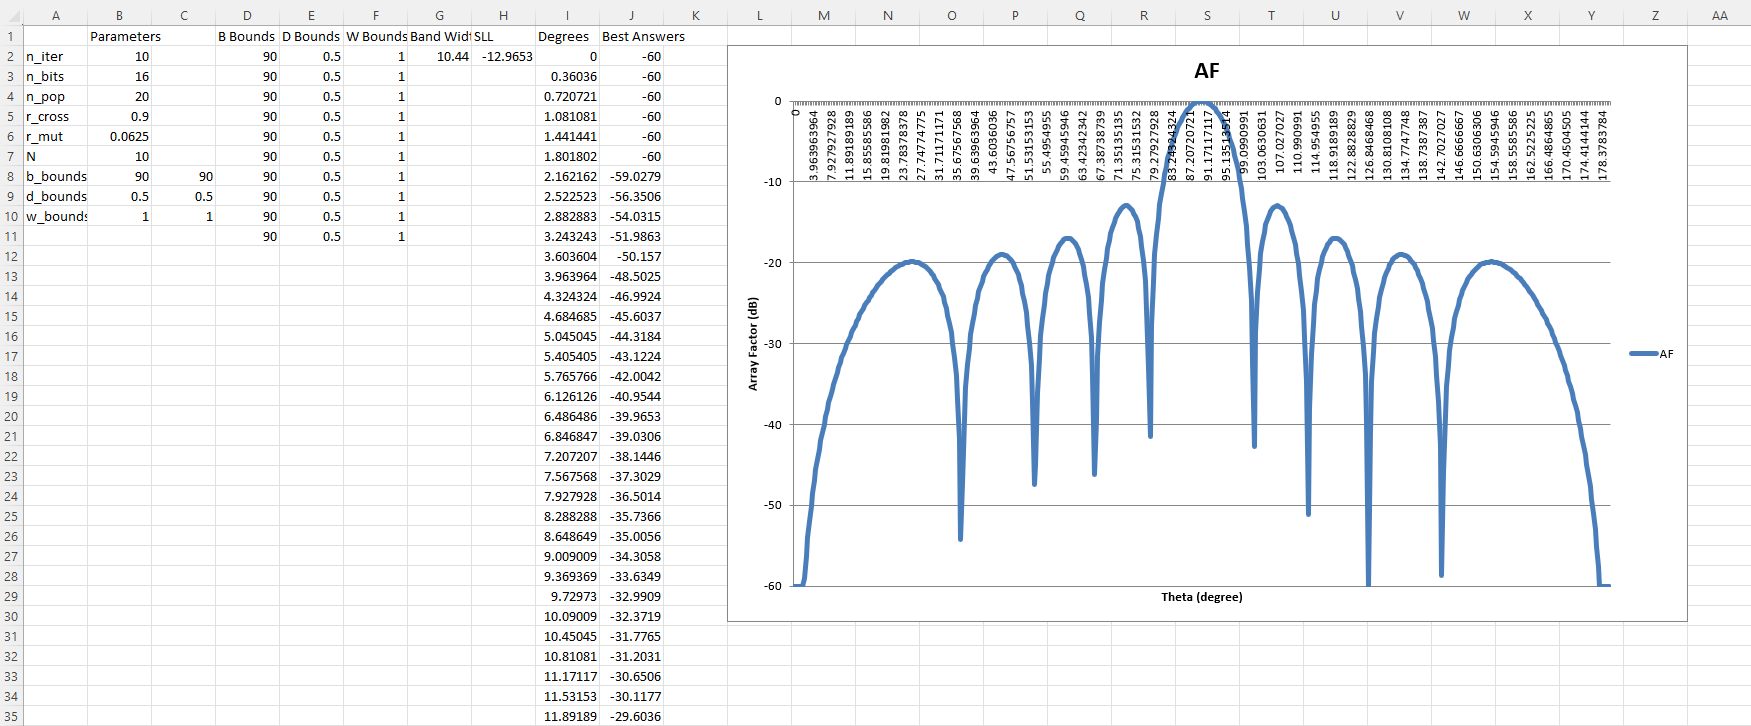 A B C D E F G H I J K L M N O P Q R S T U V W X Y Z AA
1 Parameters B Bounds D Bounds W Bounds Band Widt SLL Degrees Best Answers
2 n_iter 10 90 0.5 1 10.44 -12.9653 0 -60
3 n_bits 16 90 0.5 1 0.36036 -60
4 n_pop 20 90 0.5 1 0.720721 -60
5 r_cross 0.9 90 0.5 1 1.081081 -60
6 r_mut 0.0625 90 0.5 1 1.441441 -60
7 N 10 90 0.5 1 1.801802 -60
8 b_bounds 90 90 90 0.5 1 2.162162 -59.0279
9 d_bounds 0.5 0.5 90 0.5 1 2.522523 -56.3506
10 w_bounds 1 1 90 0.5 1 2.882883 -54.0315
11 90 0.5 1 3.243243 -51.9863
12 3.603604 -50.157
13 3.963964 -48.5025
14 4.324324 -46.9924
15 4.684685 -45.6037
16 5.045045 -44.3184
17 5.405405 -43.1224
18 5.765766 -42.0042
19 6.126126 -40.9544
20 6.486486 -39.9653
21 6.846847 -39.0306
22 7.207207 -38.1446
23 7.567568 -37.3029
24 7.927928 -36.5014
25 8.288288 -35.7366
26 8.648649 -35.0056
27 9.009009 -34.3058
28 9.369369 -33.6349
29 9.72973 -32.9909
30 10.09009 -32.3719
31 10.45045 -31.7765
32 10.81081 -31.2031
33 11.17117 -30.6506
34 11.53153 -30.1177
35 11.89189 -29.6036
AF
0
-10
-20
-30
-40
-50
-60
Array Factor (dB)
0
3.963963964
7.927927928
11.89189189
15.85585586
19.81981982
23.78378378
27.74774775
31.71171171
35.67567568
39.63963964
43.6036036
47.56756757
51.53153153
55.4954955
59.45945946
63.42342342
67.38738739
71.35135135
75.31531532
79.27927928
83.24324324
87.20720721
91.17117117
95.13513514
99.0990991
103.0630631
107.027027
110.990991
114.954955
118.9189189
122.8828829
126.8468468
130.8108108
134.7747748
138.7387387
142.7027027
146.6666667
150.6306306
154.5945946
158.5585586
162.5225225
166.4864865
170.4504505
174.4144144
178.3783784
Theta (degree)
AF